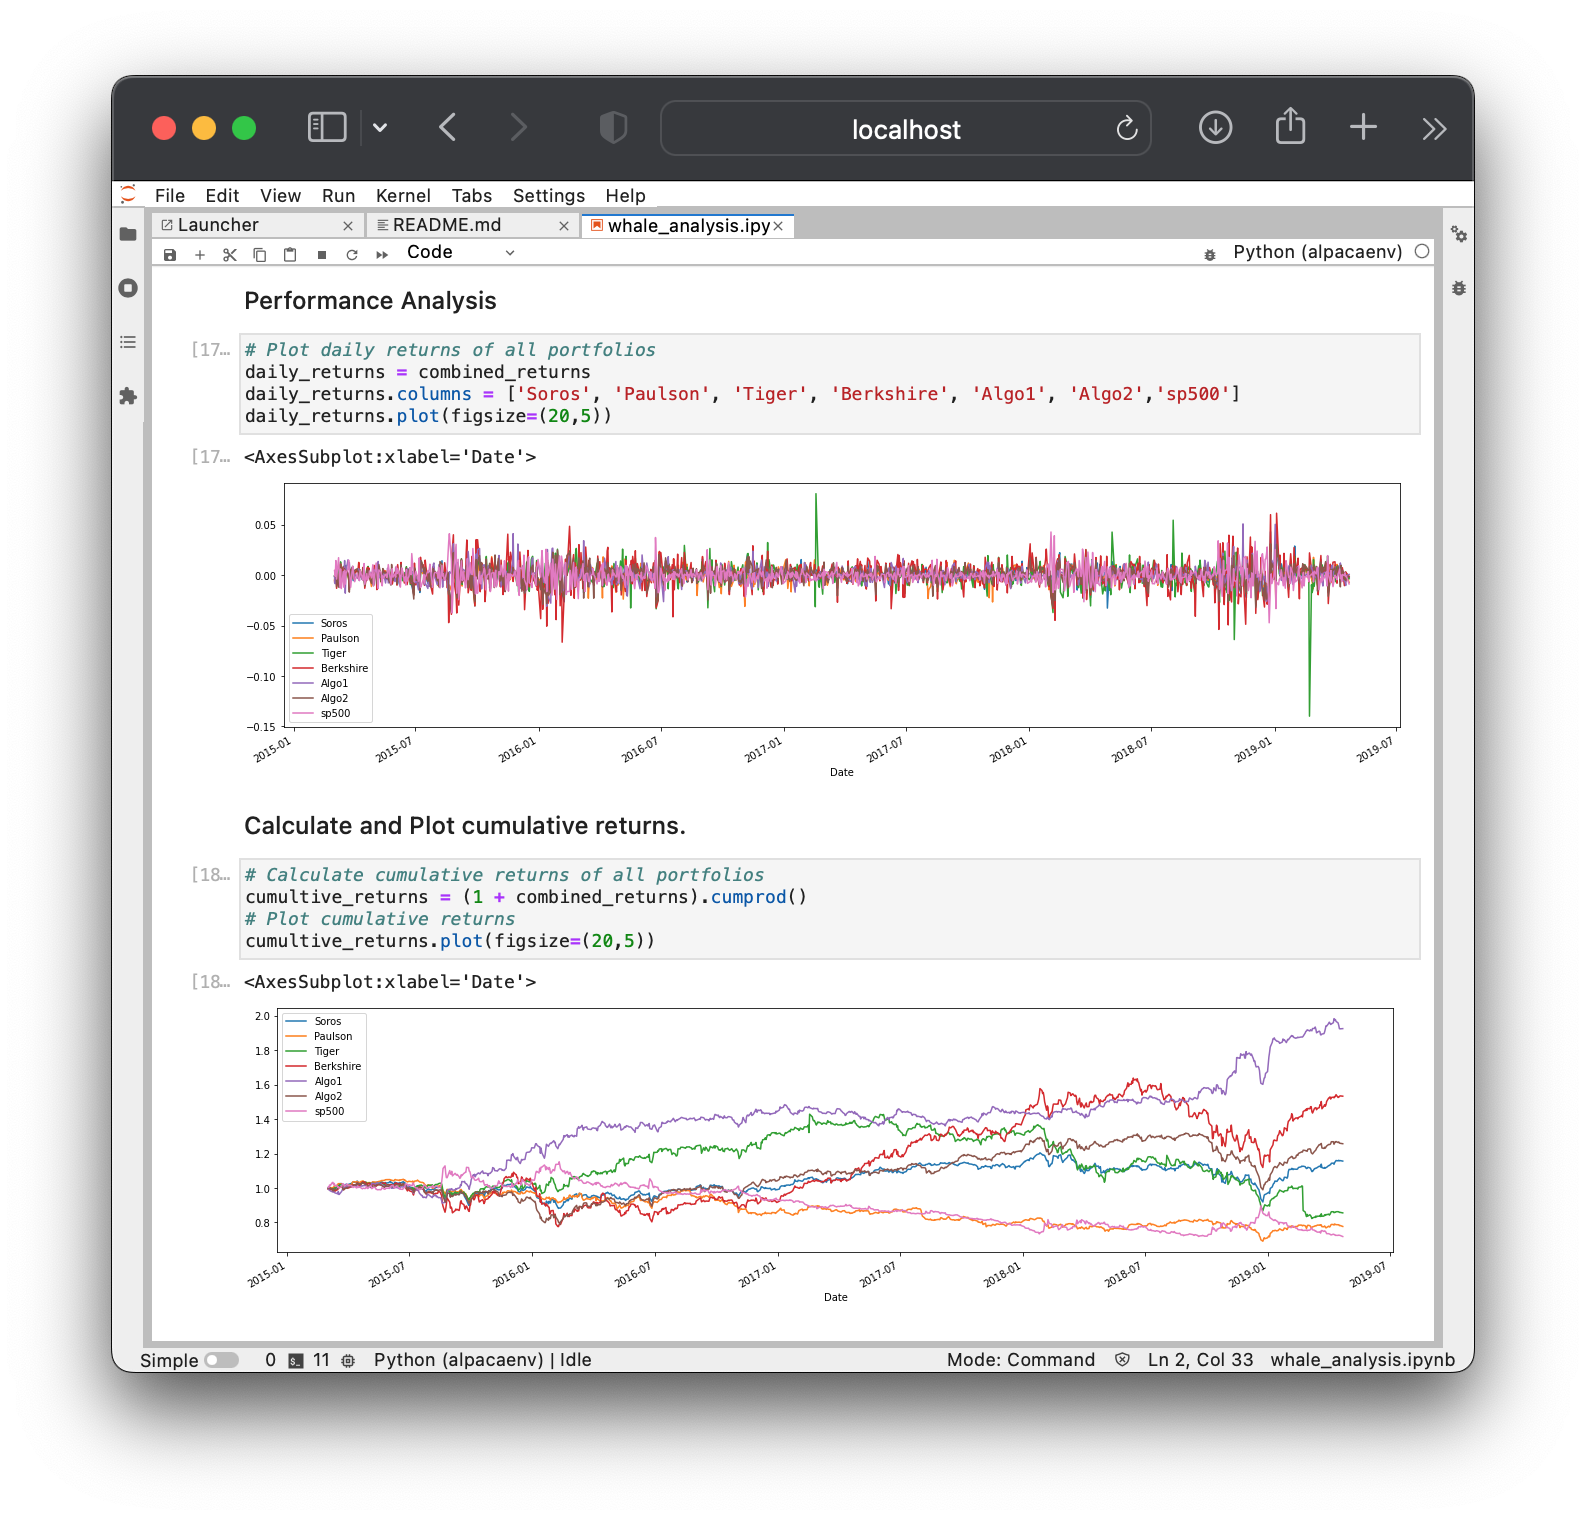 localhost
File Edit View Run Kernel Tabs Settings Help
Launcher README.md whale_analysis.ipy
Code Python (alpacaenv)
Performance Analysis
[17… # Plot daily returns of all portfolios
daily_returns = combined_returns
daily_returns.columns = ['Soros', 'Paulson', 'Tiger', 'Berkshire', 'Algo1', 'Algo2','sp500']
daily_returns.plot(figsize=(20,5))
[17… <AxesSubplot:xlabel='Date'>
0.05
0.00
−0.05
−0.10
−0.15
Soros
Paulson
Tiger
Berkshire
Algo1
Algo2
sp500
2015-01 2015-07 2016-01 2016-07 2017-01 2017-07 2018-01 2018-07 2019-01 2019-07
Date
Calculate and Plot cumulative returns.
[18… # Calculate cumulative returns of all portfolios
cumultive_returns = (1 + combined_returns).cumprod()
# Plot cumulative returns
cumultive_returns.plot(figsize=(20,5))
[18… <AxesSubplot:xlabel='Date'>
2.0
1.8
1.6
1.4
1.2
1.0
0.8
Soros
Paulson
Tiger
Berkshire
Algo1
Algo2
sp500
2015-01 2015-07 2016-01 2016-07 2017-01 2017-07 2018-01 2018-07 2019-01 2019-07
Date
Simple 0 11 Python (alpacaenv) | Idle Mode: Command Ln 2, Col 33 whale_analysis.ipynb